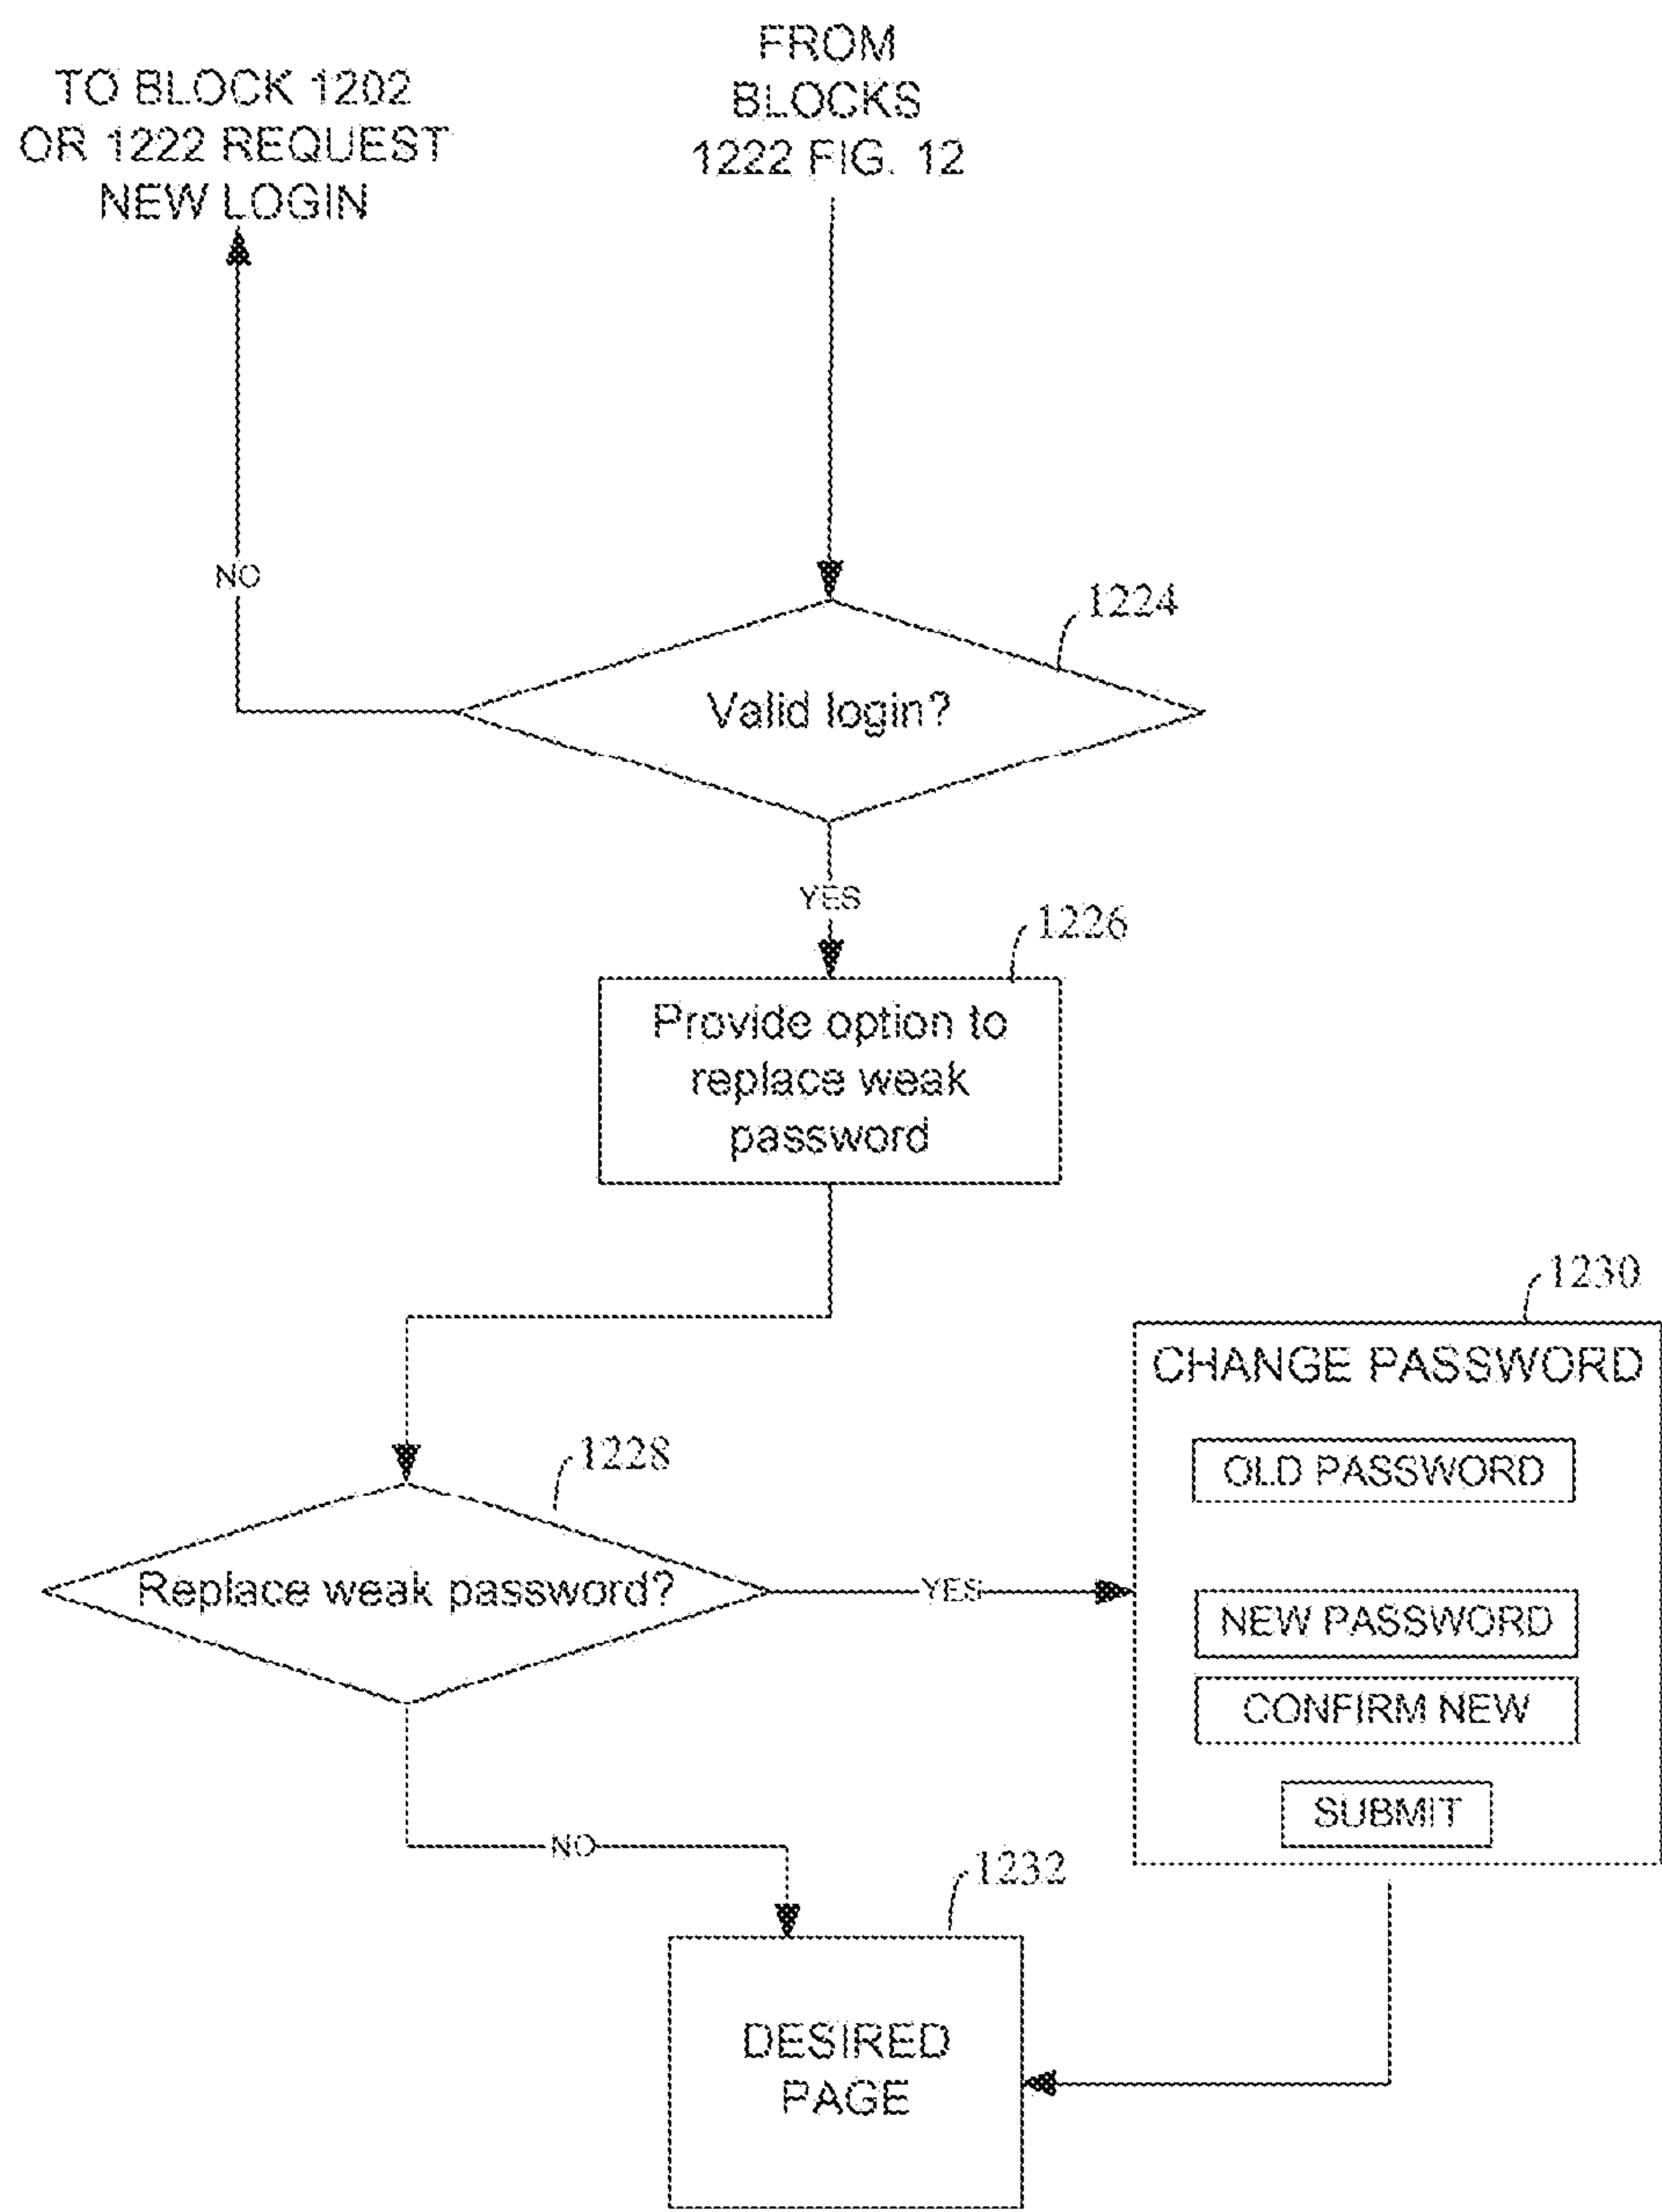 TO BLOCK 1202
OR 1222 REQUEST
NEW LOGIN
FROM
BLOCKS
1222 FIG. 12
NO
1224
Valid login?
YES
1226
Provide option to
replace weak
password
1230
CHANGE PASSWORD
OLD PASSWORD
1228
Replace weak password?
YES
NEW PASSWORD
CONFIRM NEW
SUBMIT
NO
1232
DESIRED
PAGE